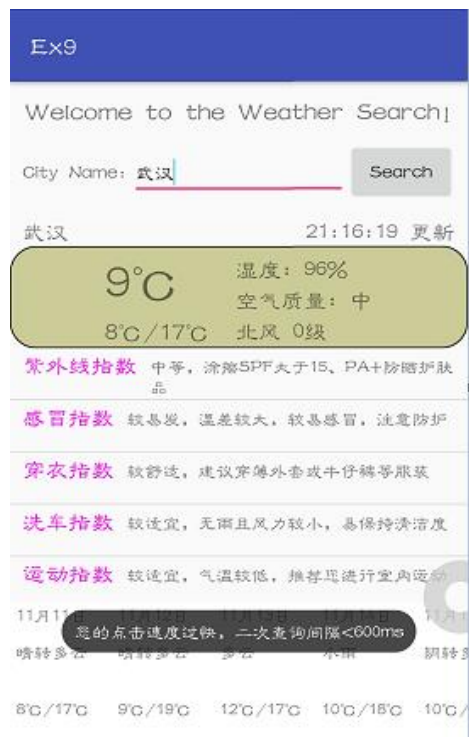 Ex9
Welcome to the Weather Search!
City Name: 武汉
Search
武汉
21:16:19 更新
9℃
湿度：96%
空气质量：中
8℃/17℃
北风 0级
紫外线指数 中等，涂擦SPF大于15、PA+防晒护肤
品
感冒指数 较易发，温差较大，较易感冒，注意防护
穿衣指数 较舒适，建议穿薄外套或牛仔裤等服装
洗车指数 较适宜，无雨且风力较小，易保持清洁度
运动指数 较适宜，气温较低，推荐您进行室内运动
11月11日 11月12日 11月13日 11月14日 11月
您的点击速度过快，二次查询间隔<600ms
晴转多云 晴转多云 多云 小雨 阴转多
8℃/17℃ 9℃/19℃ 12℃/17℃ 10℃/18℃ 10℃/